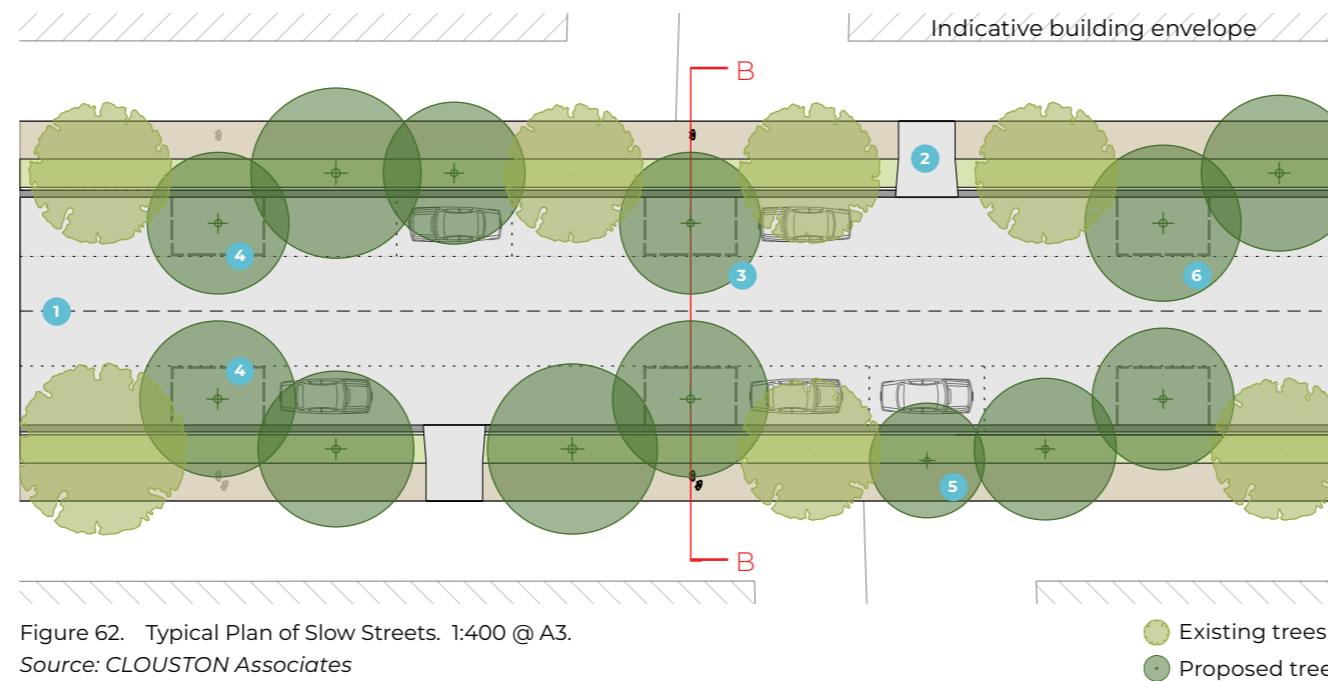 Indicative building envelope
B
2
4
3
6
1
4
5
B
Figure 62. Typical Plan of Slow Streets. 1:400 @ A3.
Source: CLOUSTON Associates
Existing trees
Proposed tree